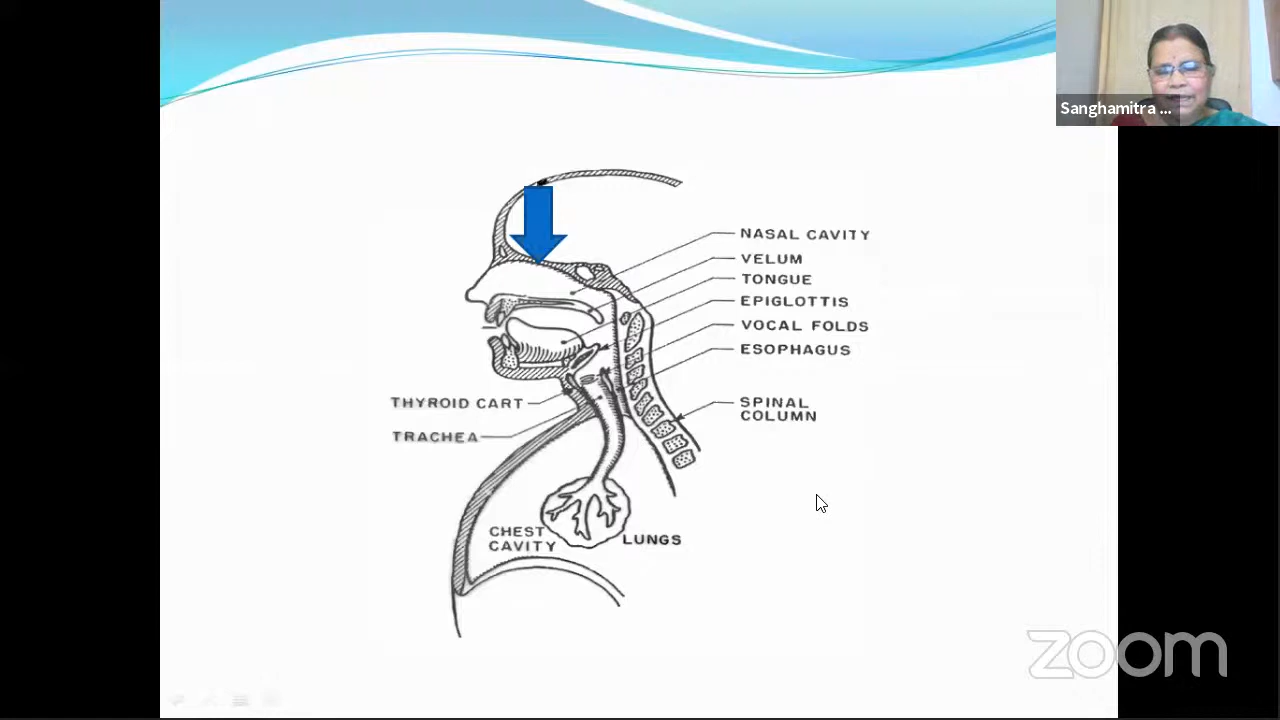 Sanghamitra ...
NASAL CAVITY
VELUM
TONGUE
EPIGLOTTIS
VOCAL FOLDS
ESOPHAGUS
THYROID CART
SPINAL
COLUMN
TRACHEA
CHEST
CAVITY
LUNGS
zoom